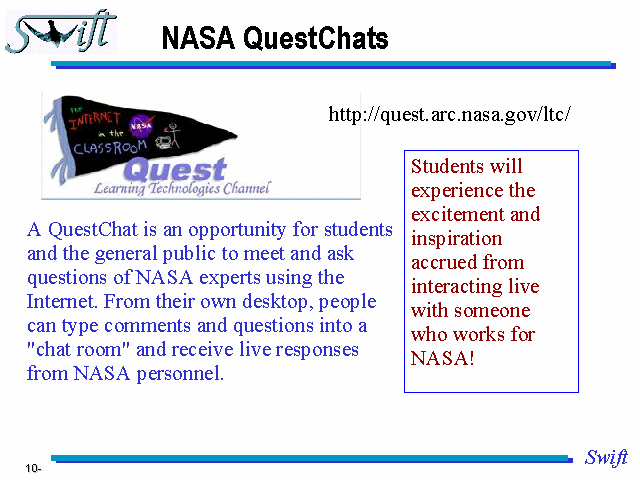 Swift
NASA QuestChats
http://quest.arc.nasa.gov/ltc/
the
INTERNET
in the
CLASSROOM
NASA
Quest
Learning Technologies Channel
A QuestChat is an opportunity for students
and the general public to meet and ask
questions of NASA experts using the
Internet. From their own desktop, people
can type comments and questions into a
"chat room" and receive live responses
from NASA personnel.
Students will
experience the
excitement and
inspiration
accrued from
interacting live
with someone
who works for
NASA!
10-
Swift